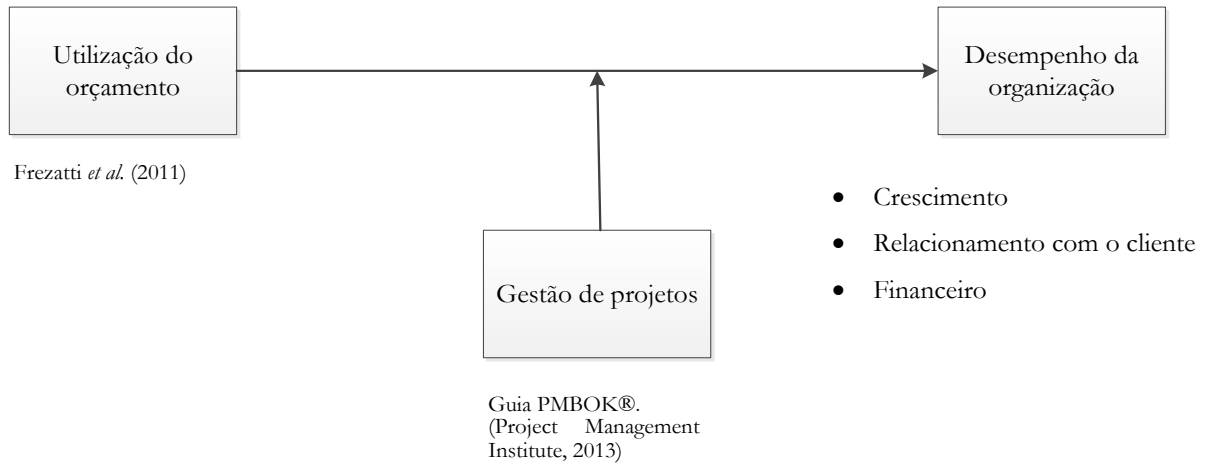 Utilização do
orçamento
Desempenho da
organização
Frezatti et al. (2011)
• Crescimento
• Relacionamento com o cliente
• Financeiro
Gestão de projetos
Guia PMBOK®.
(Project Management
Institute, 2013)